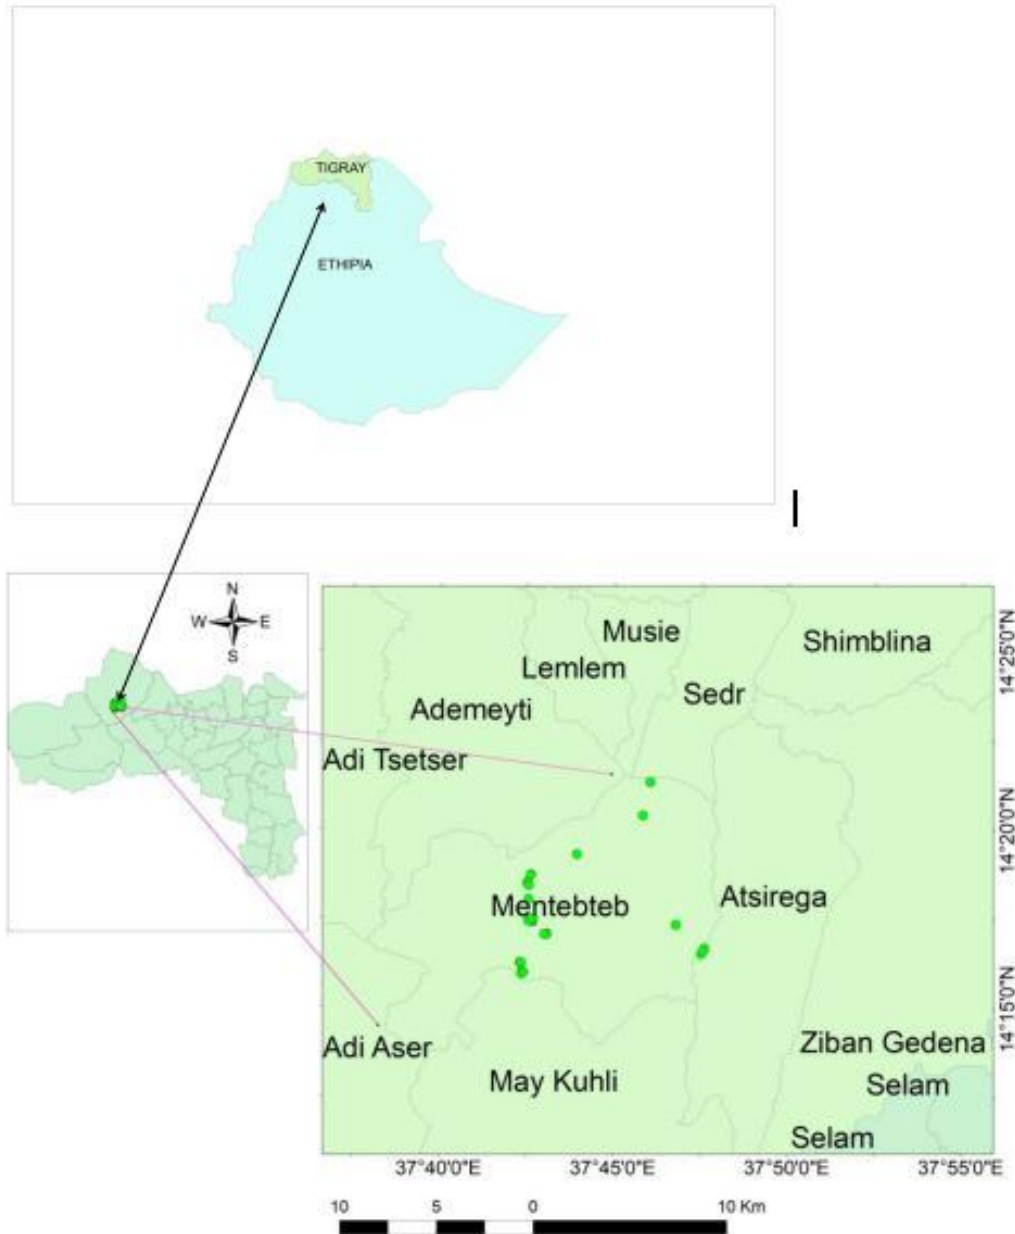 TIGRAY
ETHIPIA
N
W E
S
Musie
Shimblina
Lemlem
Sedr
Ademeyti
Adi Tsetser
Mentebteb
Atsirega
Adi Aser
Ziban Gedena
May Kuhli
Selam
Selam
14°25'0"N
14°20'0"N
14°15'0"N
37°40'0"E 37°45'0"E 37°50'0"E 37°55'0"E
10 5 0 10 Km